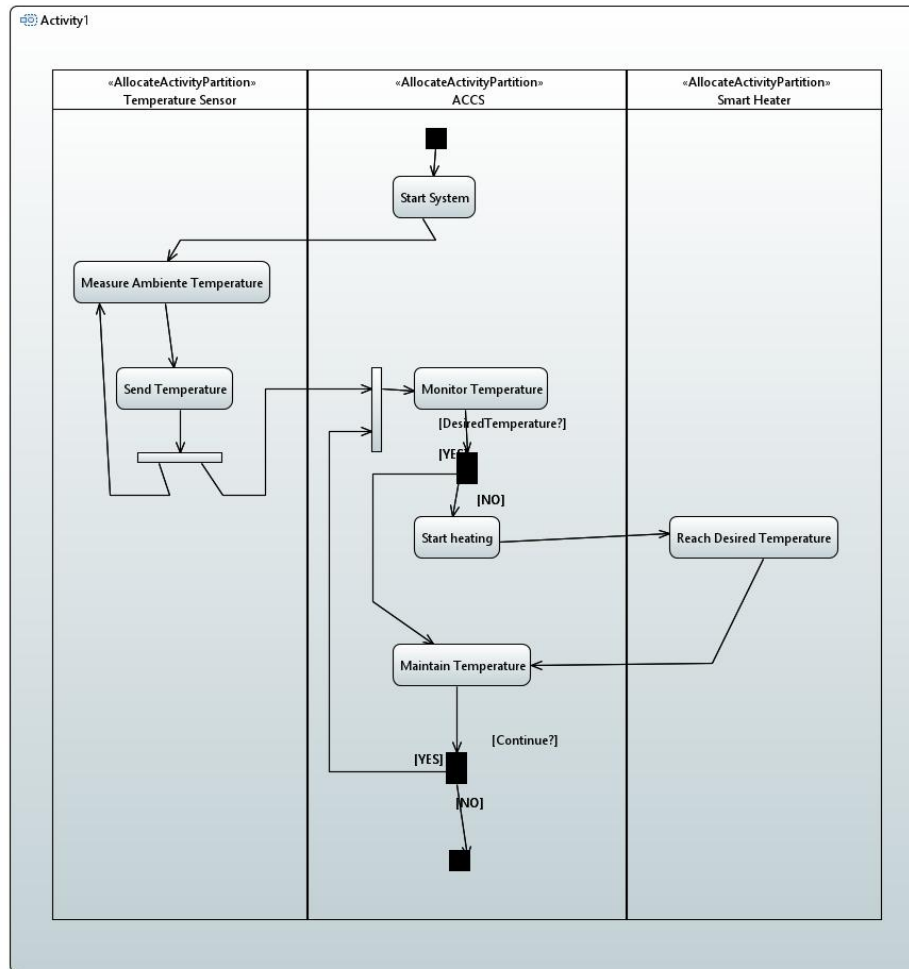 Activity1
«AllocateActivityPartition»
Temperature Sensor
«AllocateActivityPartition»
ACCS
«AllocateActivityPartition»
Smart Heater
Start System
Measure Ambiente Temperature
Send Temperature
Monitor Temperature
[DesiredTemperature?]
[YES]
[NO]
Start heating
Reach Desired Temperature
Maintain Temperature
[Continue?]
[YES]
[NO]